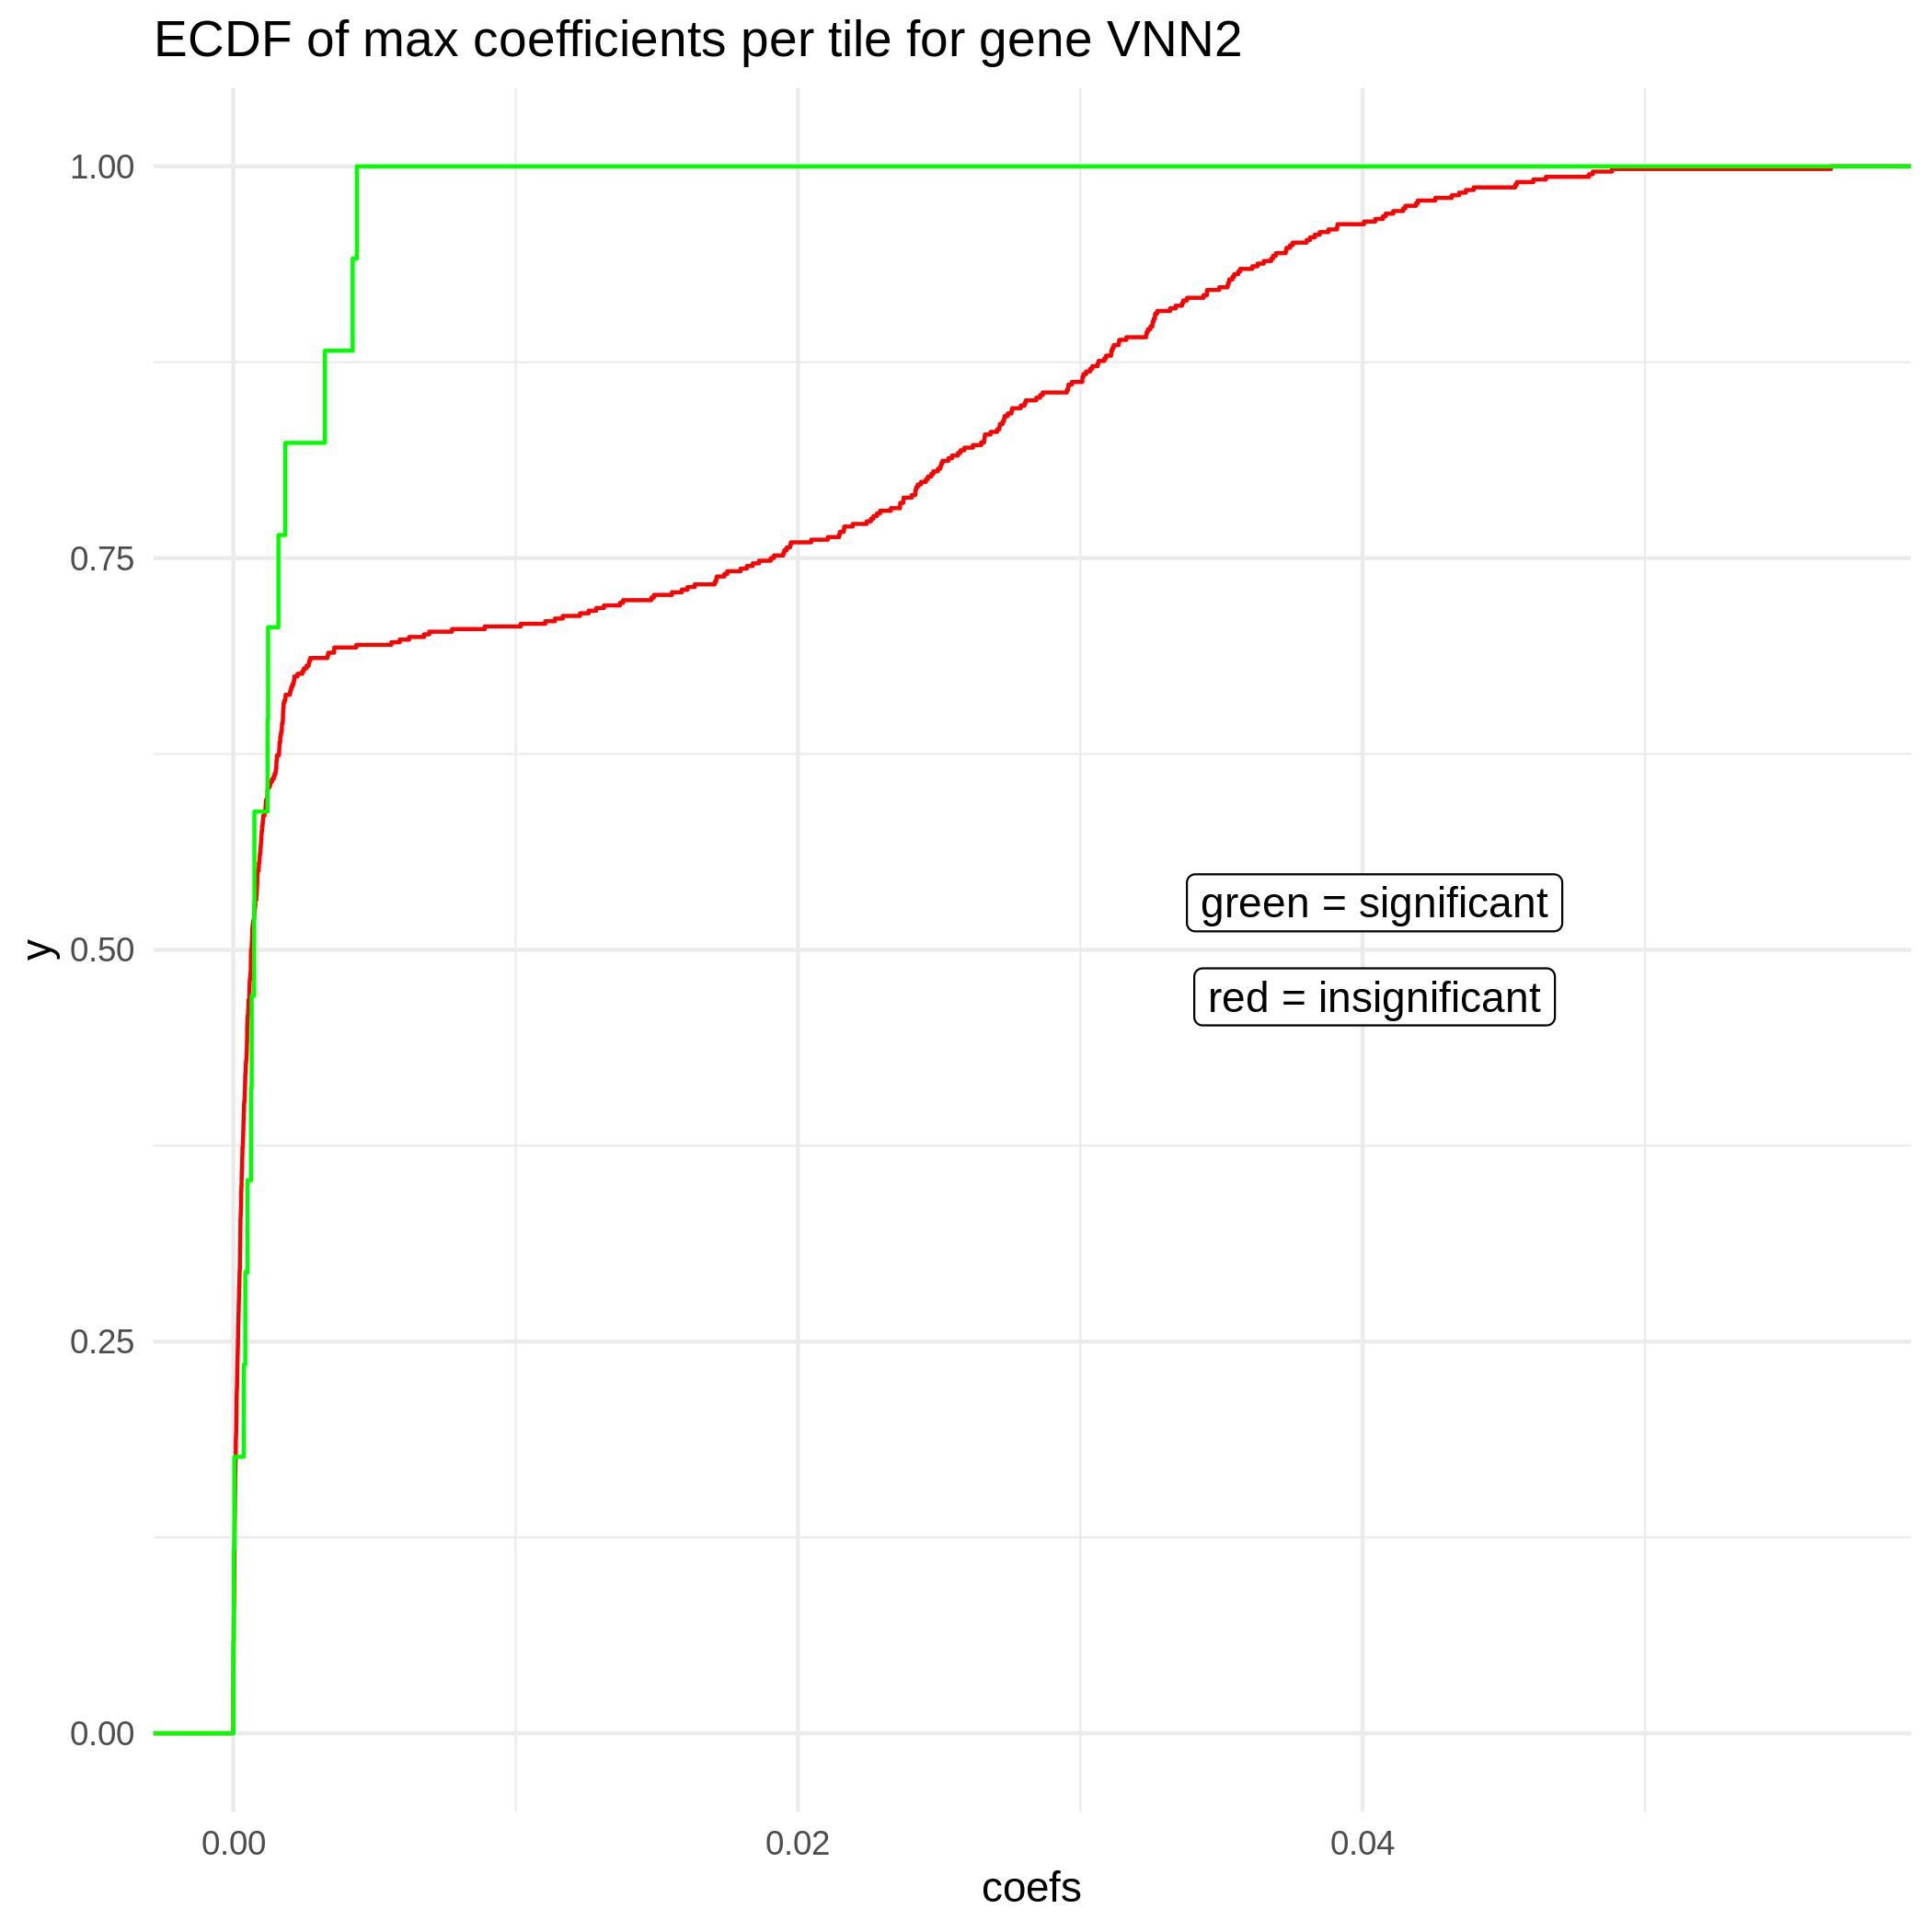 ECDF of max coefficients per tile for gene VNN2
1.00
0.75
0.50
0.25
0.00
y
green = significant
red = insignificant
0.00 0.02 0.04
coefs